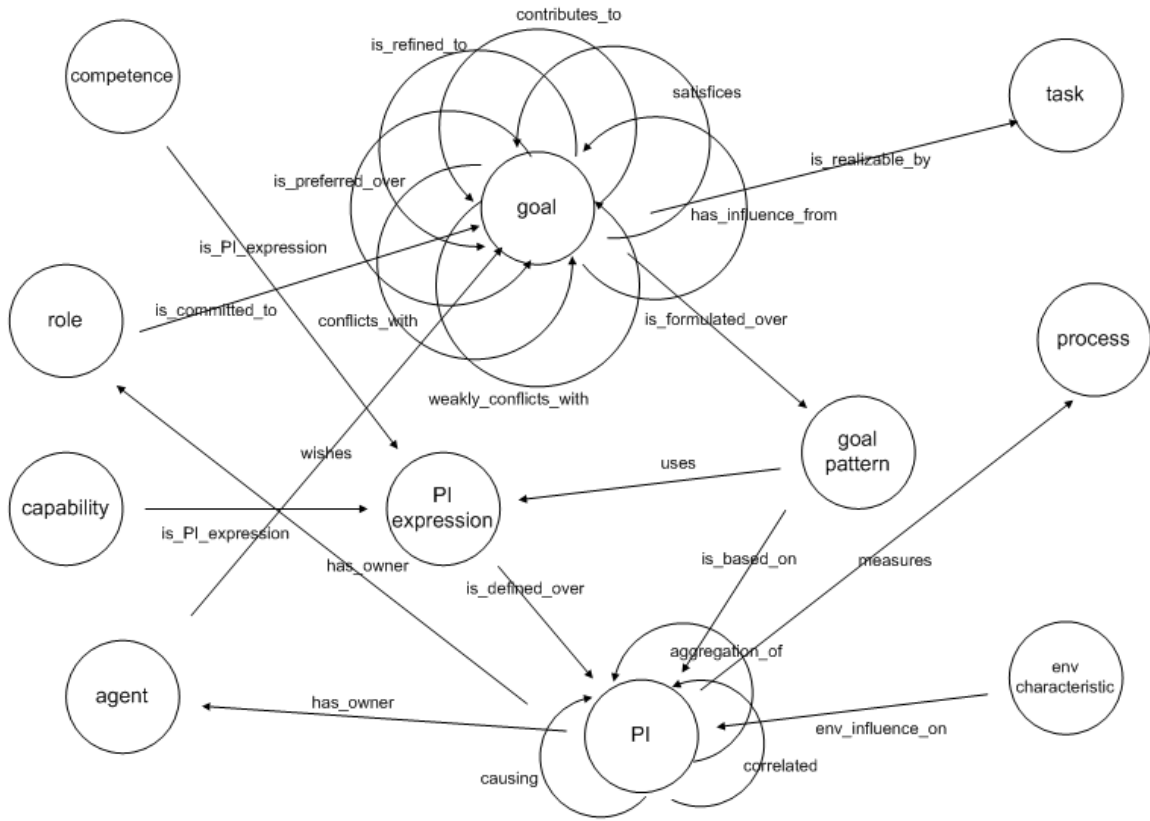 contributes_to
is_refined_to
competence
satisfices
task
is_realizable_by
is_preferred_over
goal
has_influence_from
is_PI_expression
role
is_committed_to
conflicts_with
is_formulated_over
process
weakly_conflicts_with
wishes
goal
pattern
uses
PI
expression
capability
is_PI_expression
has_owner
is_based_on
measures
is_defined_over
aggregation_of
env
characteristic
agent
has_owner
PI
env_influence_on
causing
correlated